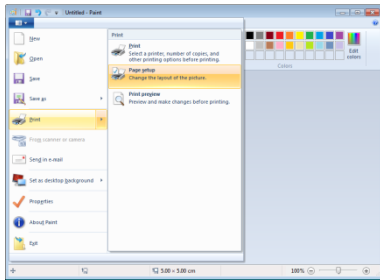 Untitled - Paint
New
Open
Save
Save as
Print
From scanner or camera
Send in e-mail
Set as desktop background
Properties
About Paint
Exit
Print
Print
Select a printer, number of copies, and
other printing options before printing.
Page setup
Change the layout of the picture.
Print preview
Preview and make changes before printing.
Edit
colors
Colors
5.00 × 5.00 cm
100%